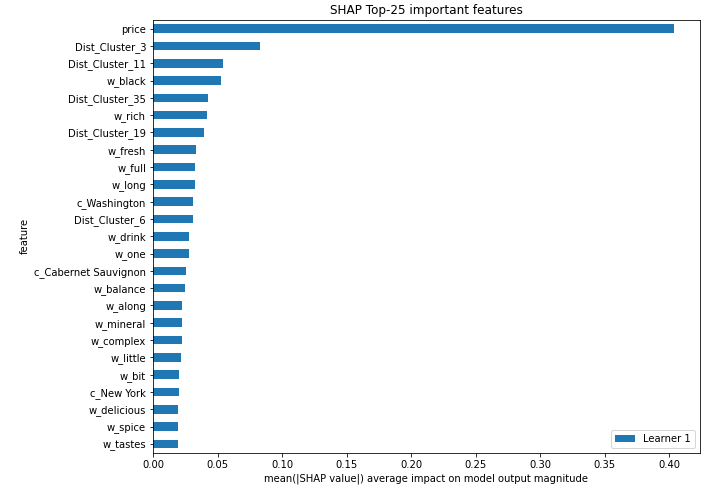 SHAP Top-25 important features
feature
price
Dist_Cluster_3
Dist_Cluster_11
w_black
Dist_Cluster_35
w_rich
Dist_Cluster_19
w_fresh
w_full
w_long
c_Washington
Dist_Cluster_6
w_drink
w_one
c_Cabernet Sauvignon
w_balance
w_along
w_mineral
w_complex
w_little
w_bit
c_New York
w_delicious
w_spice
w_tastes
Learner 1
0.00 0.05 0.10 0.15 0.20 0.25 0.30 0.35 0.40
mean(|SHAP value|) average impact on model output magnitude